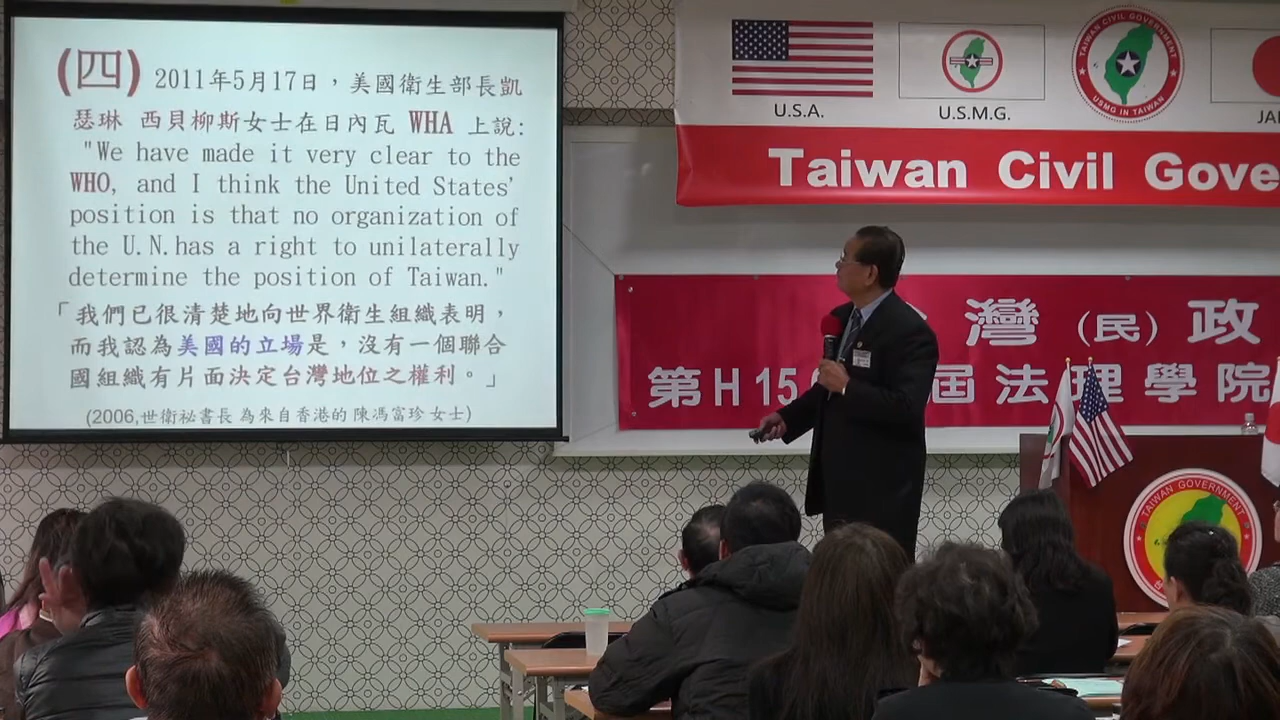 (四) 2011年5月17日，美國衛生部長凱
瑟琳 西貝柳斯女士在日內瓦 WHA 上說:
"We have made it very clear to the
WHO, and I think the United States'
position is that no organization of
the U.N.has a right to unilaterally
determine the position of Taiwan."
「我們已很清楚地向世界衛生組織表明，
而我認為美國的立場是，沒有一個聯合
國組織有片面決定台灣地位之權利。」
(2006,世衛祕書長 為來自香港的 陳馮富珍 女士)
TAIWAN CIVIL GOVERNMENT
USMG IN TAIWAN
U.S.A.
U.S.M.G.
Taiwan Civil Gove
灣 (民) 政
第H15 屆法理學院
TAIWAN GOVERNMENT